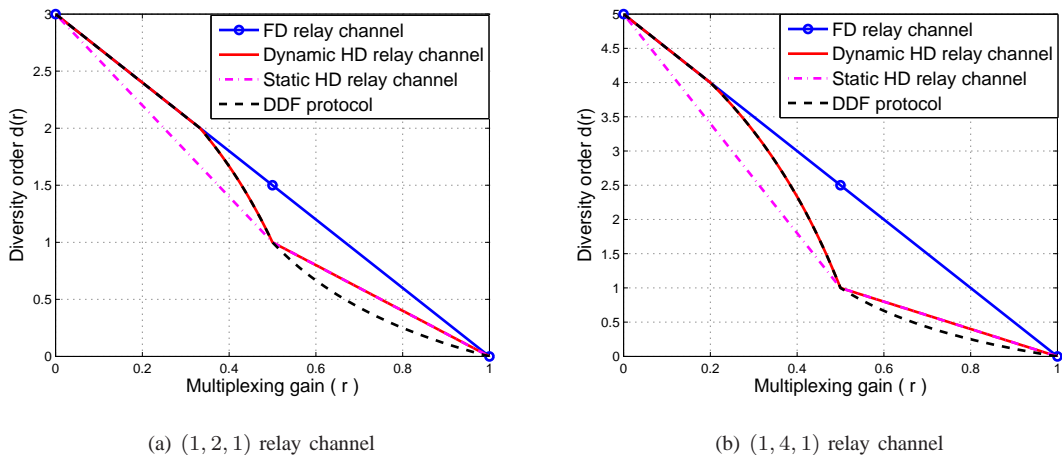 3
2.5
2
1.5
1
0.5
0
0
0.2
0.4
0.6
0.8
1
Diversity order d(r)
Multiplexing gain ( r )
FD relay channel
Dynamic HD relay channel
Static HD relay channel
DDF protocol
(a) (1, 2, 1) relay channel
5
4.5
4
3.5
3
2.5
2
1.5
1
0.5
0
0
0.2
0.4
0.6
0.8
1
Diversity order d(r)
Multiplexing gain ( r )
FD relay channel
Dynamic HD relay channel
Static HD relay channel
DDF protocol
(b) (1, 4, 1) relay channel